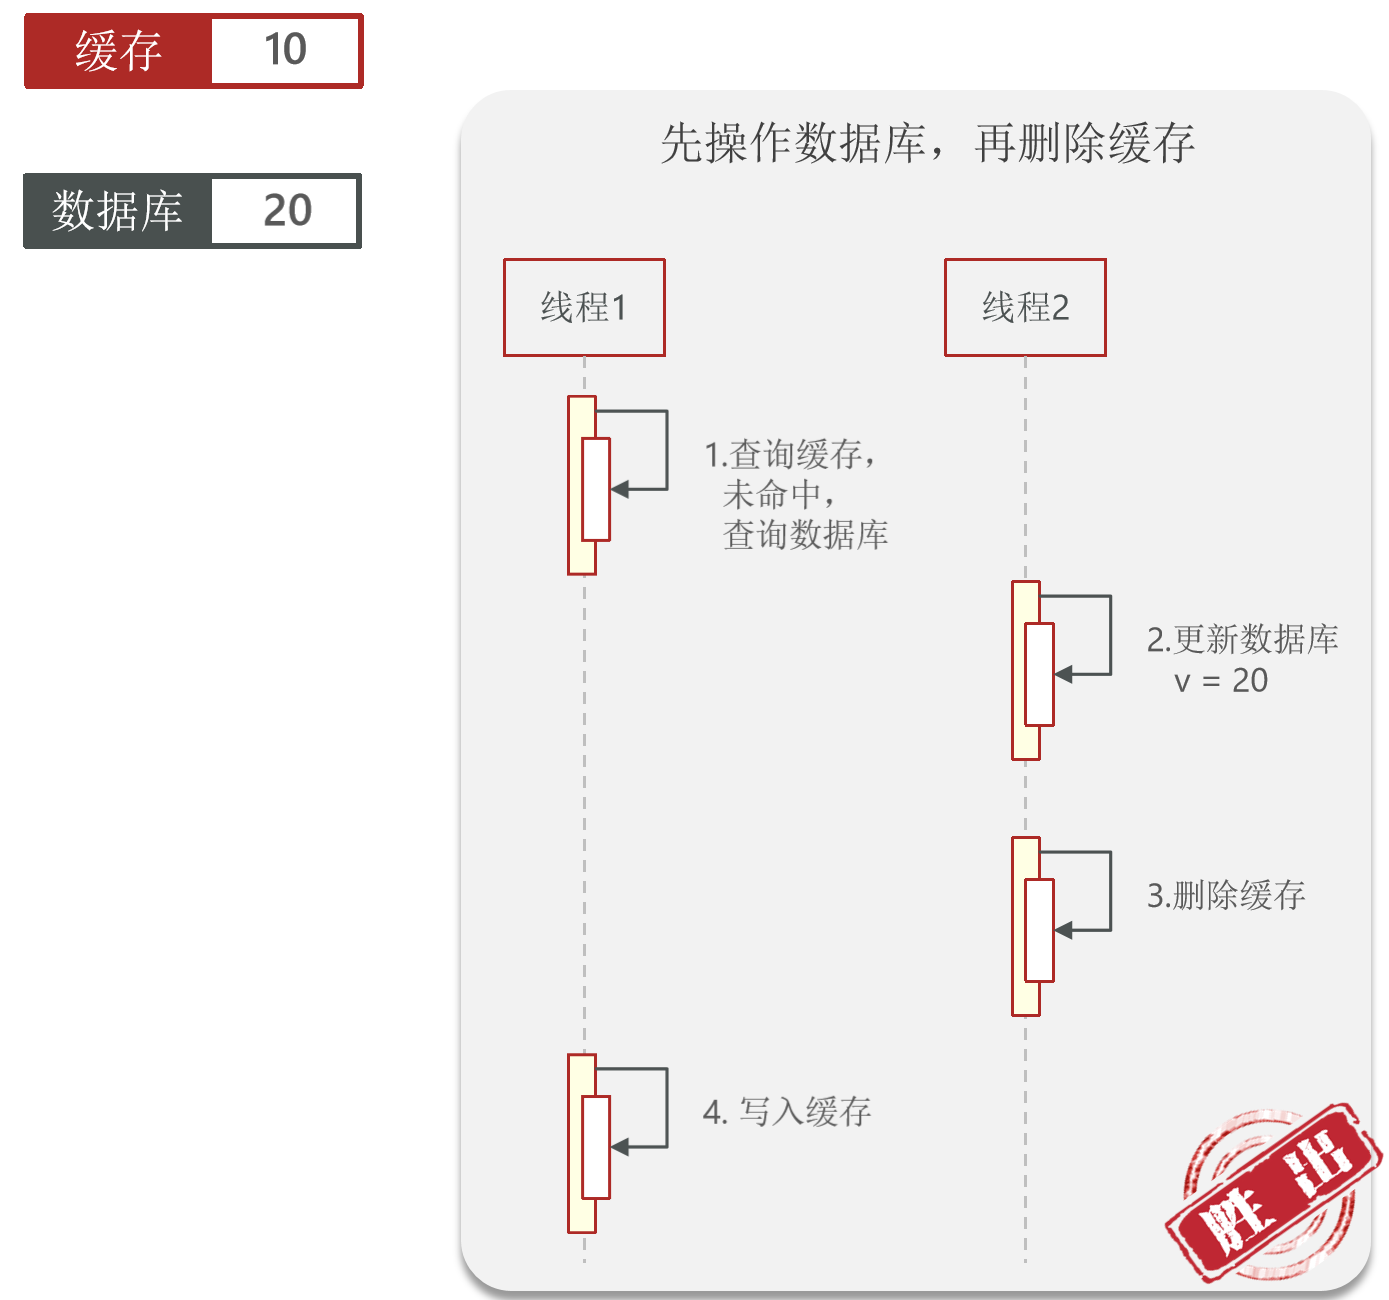 缓存 10
数据库 20
先操作数据库，再删除缓存
线程1
线程2
1.查询缓存，
未命中，
查询数据库
2.更新数据库
v = 20
3.删除缓存
4. 写入缓存
胜出